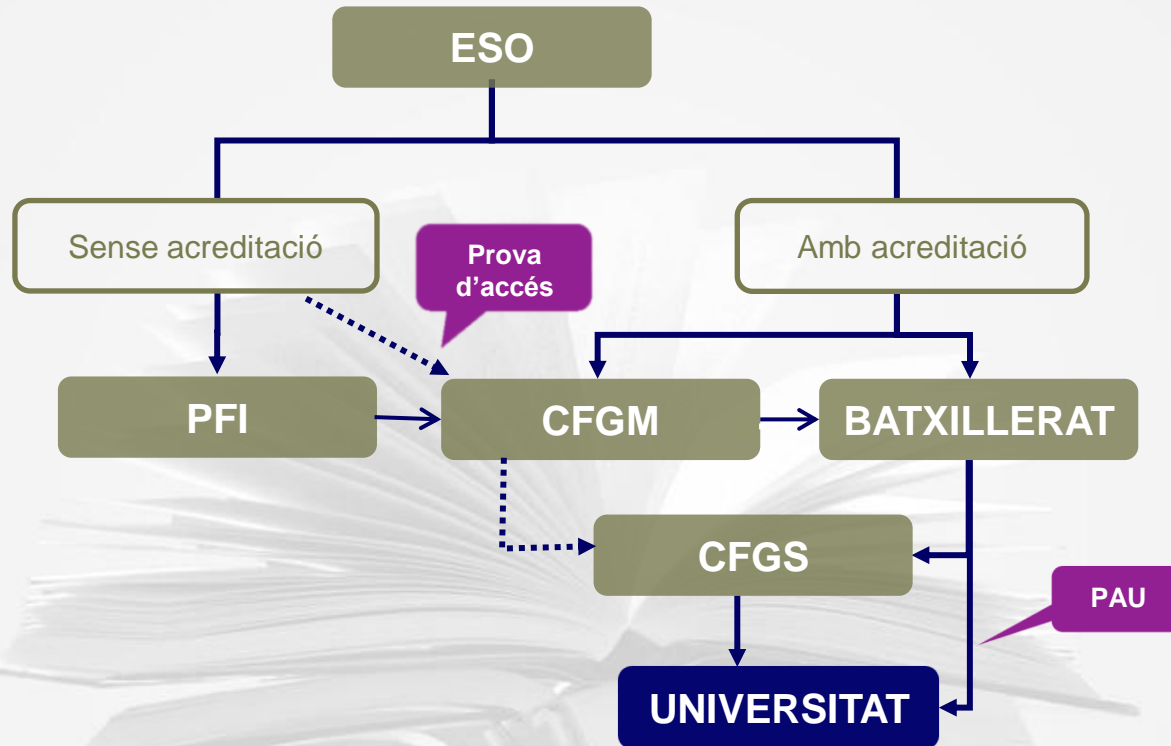 ESO
Sense acreditació
Prova
d’accés
Amb acreditació
PFI
CFGM
BATXILLERAT
CFGS
PAU
UNIVERSITAT